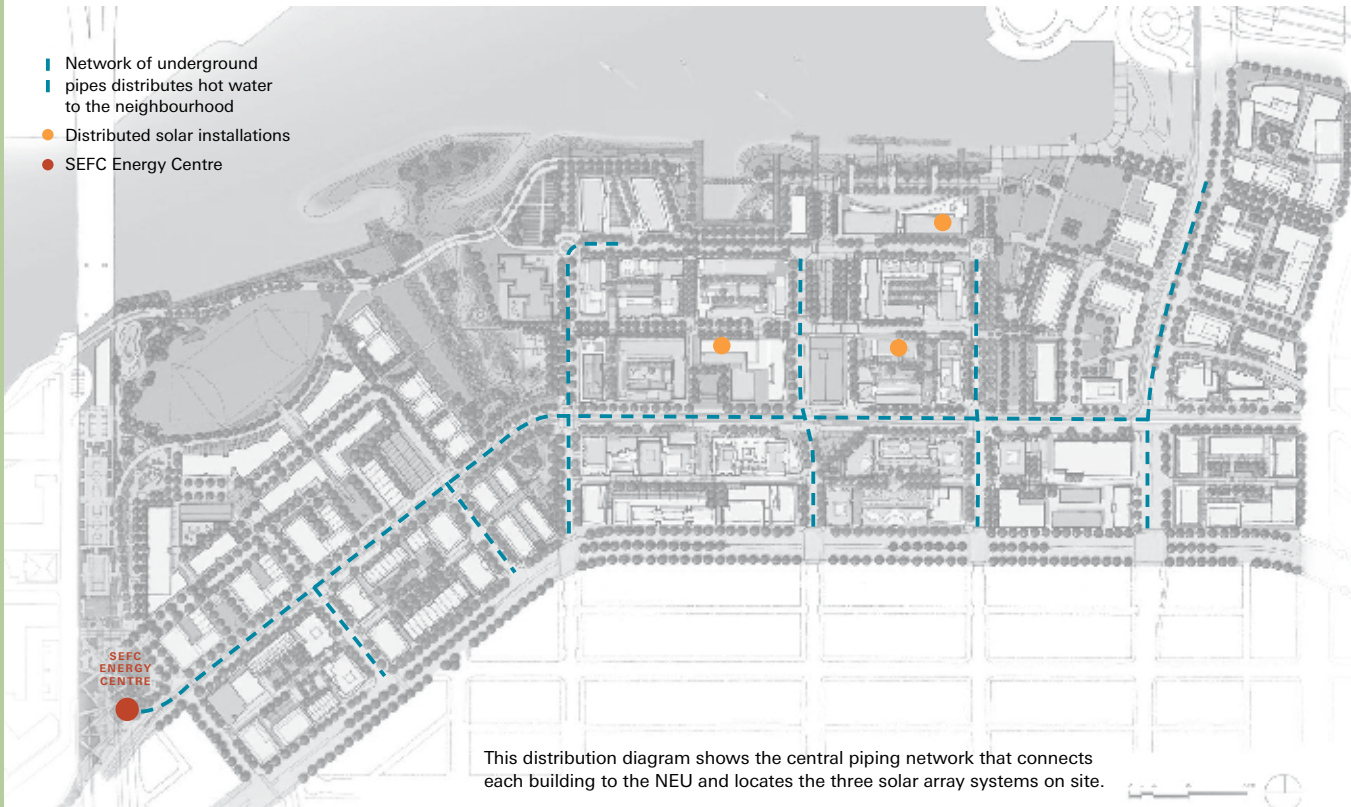 Network of underground
pipes distributes hot water
to the neighbourhood
Distributed solar installations
SEFC Energy Centre
SEFC
ENERGY
CENTRE
This distribution diagram shows the central piping network that connects
each building to the NEU and locates the three solar array systems on site.